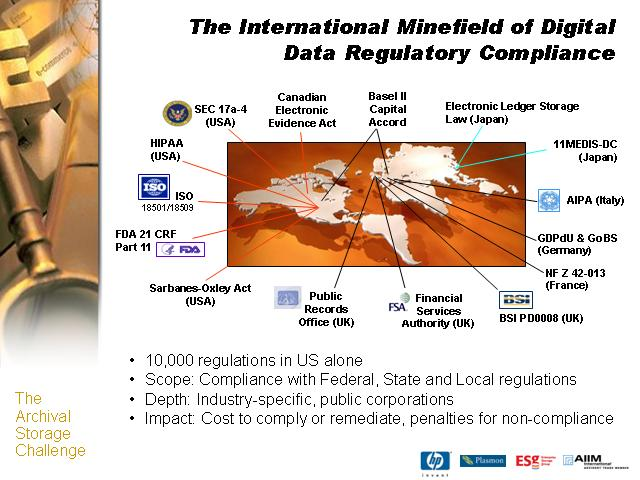 The International Minefield of Digital
Data Regulatory Compliance
e-commerce
SEC 17a-4
(USA)
Canadian
Electronic
Evidence Act
Basel II
Capital
Accord
Electronic Ledger Storage
Law (Japan)
HIPAA
(USA)
11MEDIS-DC
(Japan)
ISO
ISO
18501/18509
AIPA (Italy)
FDA 21 CRF
Part 11
FDA
GDPdU & GoBS
(Germany)
NF Z 42-013
(France)
Sarbanes-Oxley Act
(USA)
Public
Records
Office (UK)
FSA
Financial
Services
Authority (UK)
BSi
BSI PD0008 (UK)
• 10,000 regulations in US alone
• Scope: Compliance with Federal, State and Local regulations
• Depth: Industry-specific, public corporations
• Impact: Cost to comply or remediate, penalties for non-compliance
The
Archival
Storage
Challenge
hp
invent
Plasmon
ESG
Enterprise
Storage
Group
AIIM
International